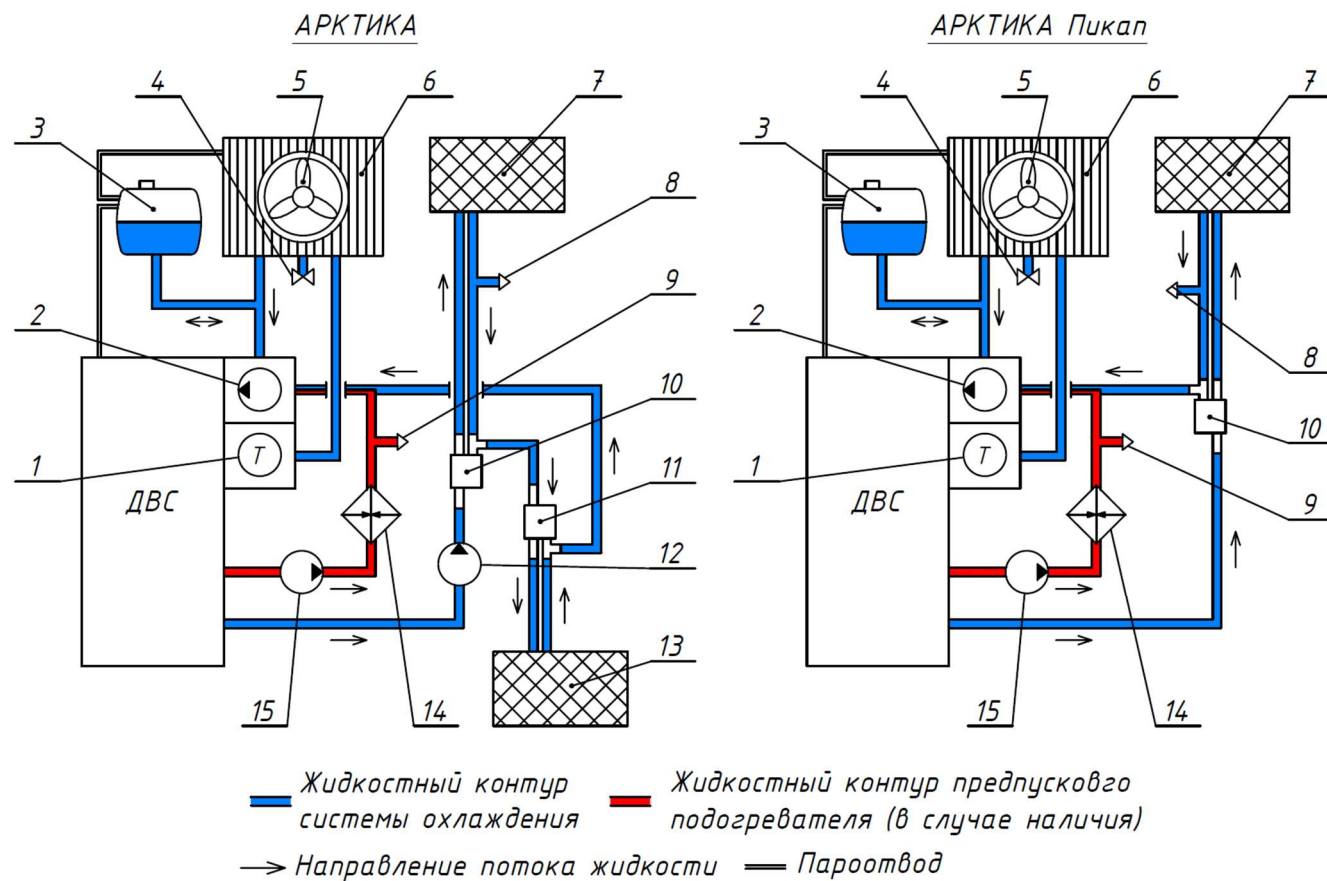 АРКТИКА
АРКТИКА Пикап
4 5 6 7
4 5 6 7
3
8
3
9
2
2
8
10
10
1
11
1
Т
Т
9
ДВС
ДВС
12
13
15 14
15 14
Жидкостный контур
системы охлаждения
Жидкостный контур предпусковго
подогревателя (в случае наличия)
Направление потока жидкости
Пароотвод